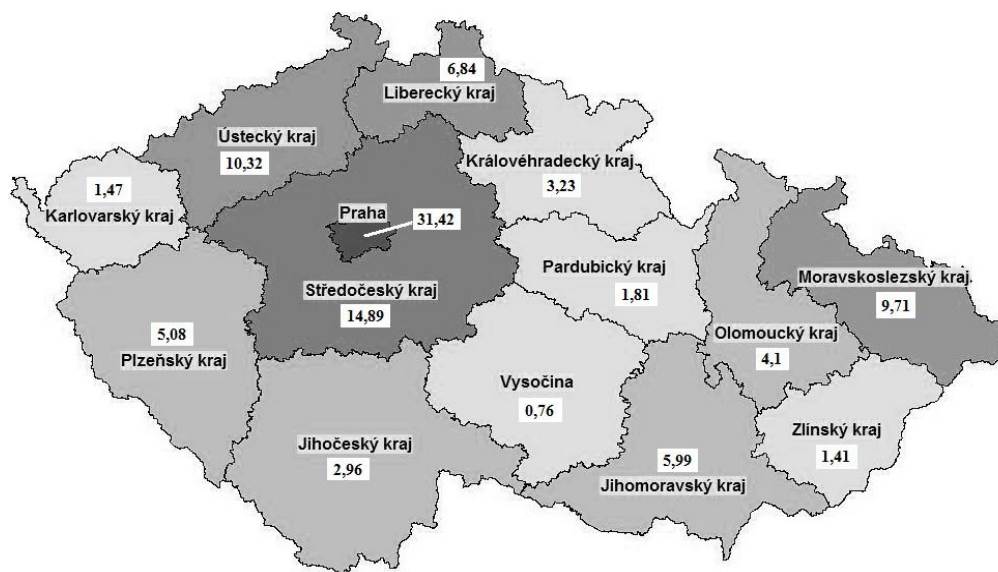 6,84
Liberecký kraj
Ústecký kraj
10,32
Královéhradecký kraj
3,23
1,47
Karlovarský kraj
Praha
31,42
Pardubický kraj
1,81
Moravskoslezský kraj
9,71
Středočeský kraj
14,89
5,08
Plzeňský kraj
Olomoucký kraj
4,1
Vysočina
0,76
Zlínský kraj
1,41
Jihočeský kraj
2,96
5,99
Jihomoravský kraj